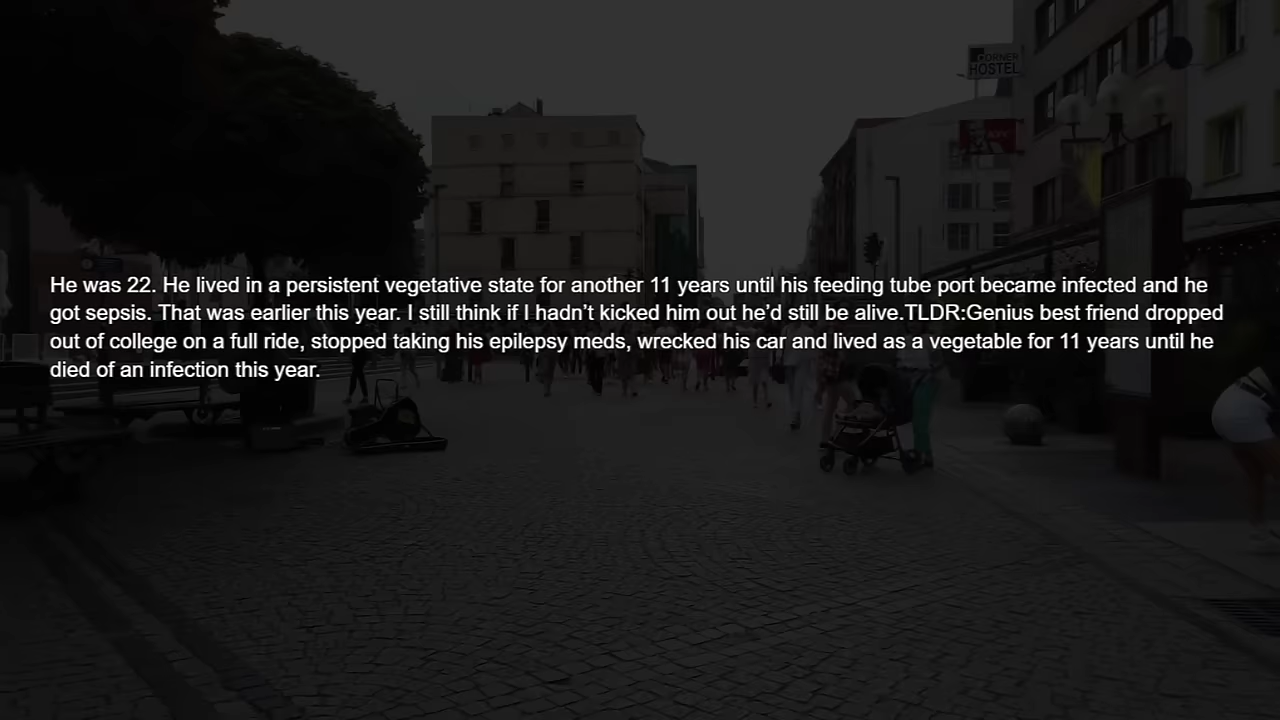 CORNER
HOSTEL
KFC
He was 22. He lived in a persistent vegetative state for another 11 years until his feeding tube port became infected and he
got sepsis. That was earlier this year. I still think if I hadn’t kicked him out he’d still be alive.TLDR:Genius best friend dropped
out of college on a full ride, stopped taking his epilepsy meds, wrecked his car and lived as a vegetable for 11 years until he
died of an infection this year.